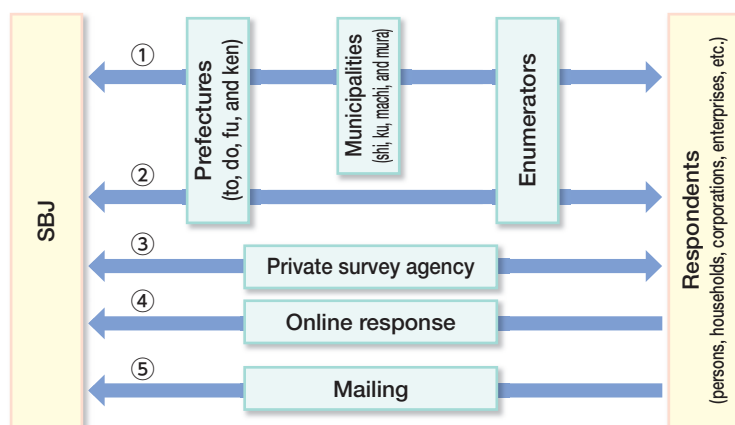 SBJ
①
②
③
④
⑤
Prefectures
(to, do, fu, and ken)
Municipalities
(shi, ku, machi, and mura)
Enumerators
Private survey agency
Online response
Mailing
Respondents
(persons, households, corporations, enterprises, etc.)